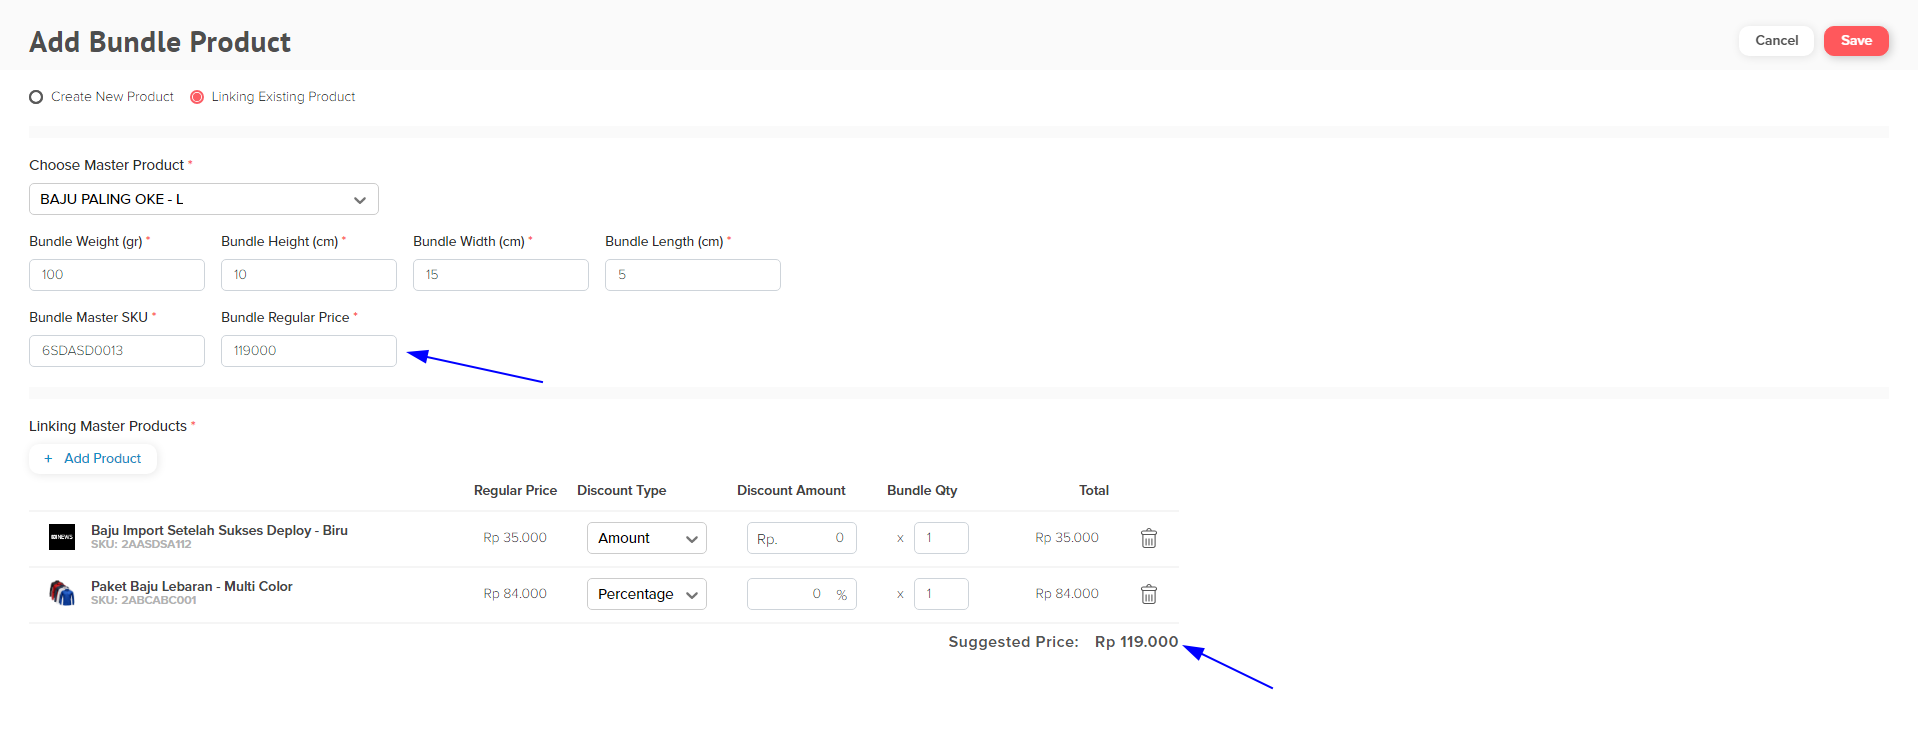 Add Bundle Product
Cancel Save
Create New Product Linking Existing Product
Choose Master Product *
BAJU PALING OKE - L
Bundle Weight (gr) * Bundle Height (cm) * Bundle Width (cm) * Bundle Length (cm) *
100 10 15 5
Bundle Master SKU * Bundle Regular Price *
6SDASD0013 119000
Linking Master Products *
+ Add Product
Regular Price Discount Type Discount Amount Bundle Qty Total
NEWS Baju Import Setelah Sukses Deploy - Biru
SKU: 2AASDSA112
Rp 35.000 Amount Rp. 0 x 1 Rp 35.000
Paket Baju Lebaran - Multi Color
SKU: 2ABCABC001
Rp 84.000 Percentage 0 % x 1 Rp 84.000
Suggested Price: Rp 119.000